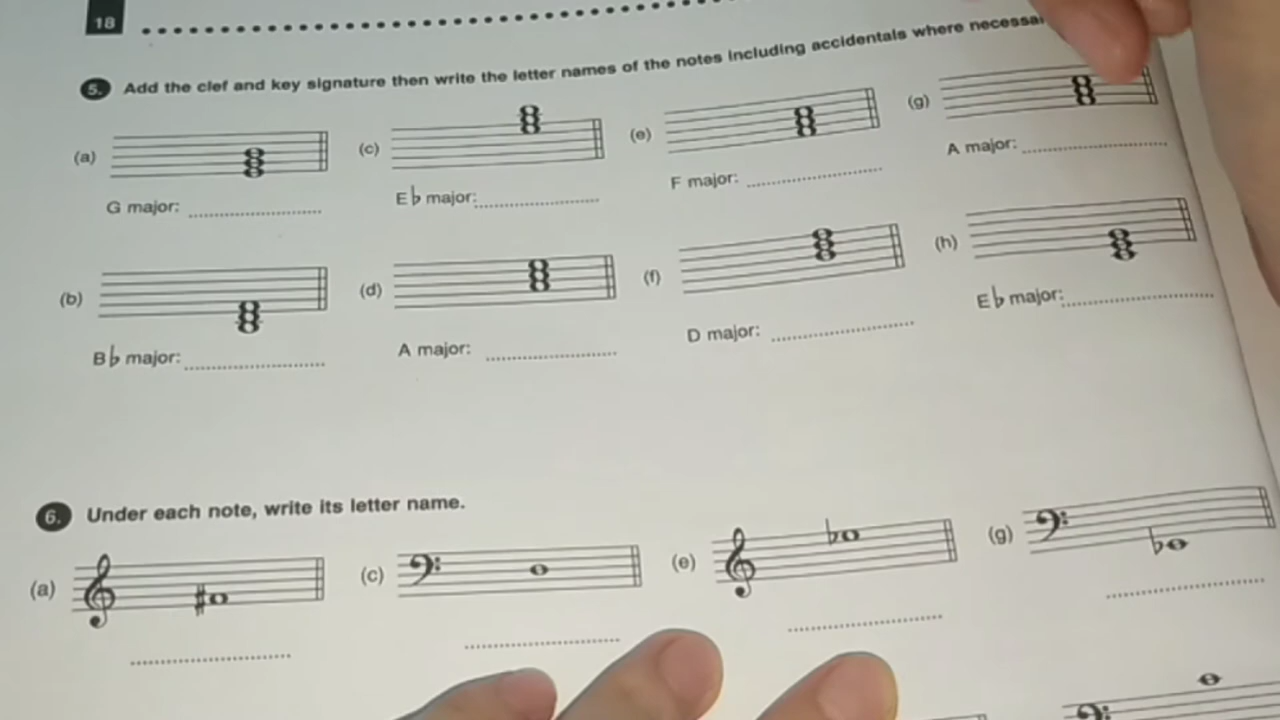 18
5. Add the clef and key signature then write the letter names of the notes including accidentals where
(a) (c) (e) (g)
G major: E♭ major: F major: A major:
(b) (d) (f) (h)
B♭ major: A major: D major: E♭ major:
6. Under each note, write its letter name.
(a) (c) (e) (g)